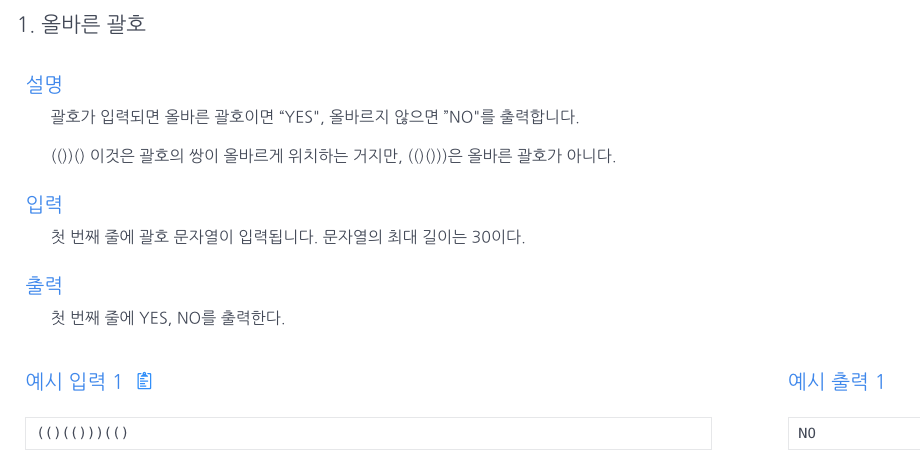 1. 올바른 괄호
설명
괄호가 입력되면 올바른 괄호이면 “YES", 올바르지 않으면 ”NO"를 출력합니다.
(())() 이것은 괄호의 쌍이 올바르게 위치하는 거지만, (()()))은 올바른 괄호가 아니다.
입력
첫 번째 줄에 괄호 문자열이 입력됩니다. 문자열의 최대 길이는 30이다.
출력
첫 번째 줄에 YES, NO를 출력한다.
예시 입력 1 예시 출력 1
(()(()))(() NO